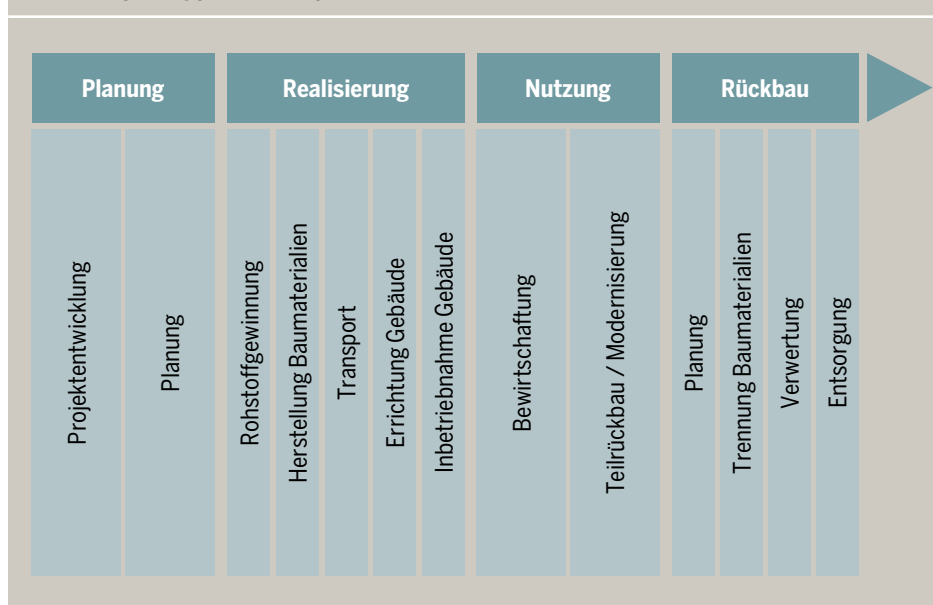 Planung
Realisierung
Nutzung
Rückbau
Projektentwicklung
Planung
Rohstoffgewinnung
Herstellung Baumaterialien
Transport
Errichtung Gebäude
Inbetriebnahme Gebäude
Bewirtschaftung
Teilrückbau / Modernisierung
Planung
Trennung Baumaterialien
Verwertung
Entsorgung